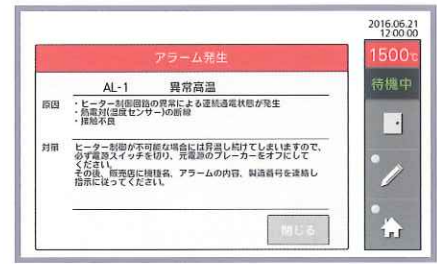 2016.06.21
12:00:00
アラーム発生
1500℃
待機中
AL-1 異常高温
原因 ・ヒーター制御回路の異常による連続通電状態が発生
・熱電対(温度センサー)の断線
・接触不良
対策 ヒーター制御が不可能な場合には昇温し続けてしまいますので、
必ず電源スイッチを切り、元電源のブレーカーをオフにして
ください。
その後、販売店に機種名、アラームの内容、製造番号を連絡し
指示に従ってください。
閉じる